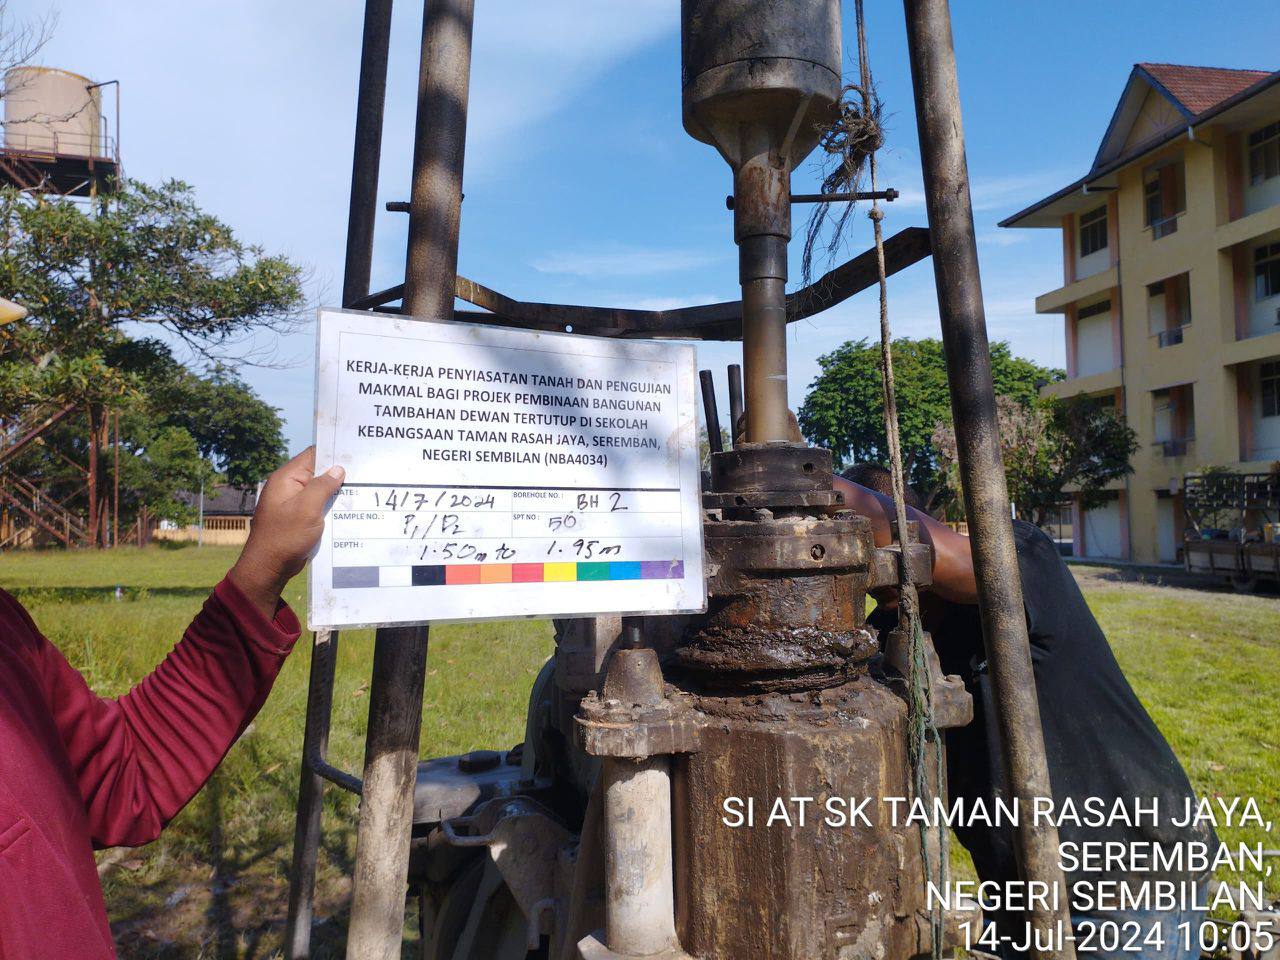 KERJA-KERJA PENYIASATAN TANAH DAN PENGUJIAN
MAKMAL BAGI PROJEK PEMBINAAN BANGUNAN
TAMBAHAN DEWAN TERTUTUP DI SEKOLAH
KEBANGSAAN TAMAN RASAH JAYA, SEREMBAN,
NEGERI SEMBILAN (NBA4034)
DATE: 14/7/2024 BOREHOLE NO.: BH 2
SAMPLE NO.: P1/D2 SPT NO: 50
DEPTH: 1.50m to 1.95m
SI AT SK TAMAN RASAH JAYA,
SEREMBAN,
NEGERI SEMBILAN.
14-Jul-2024 10:05